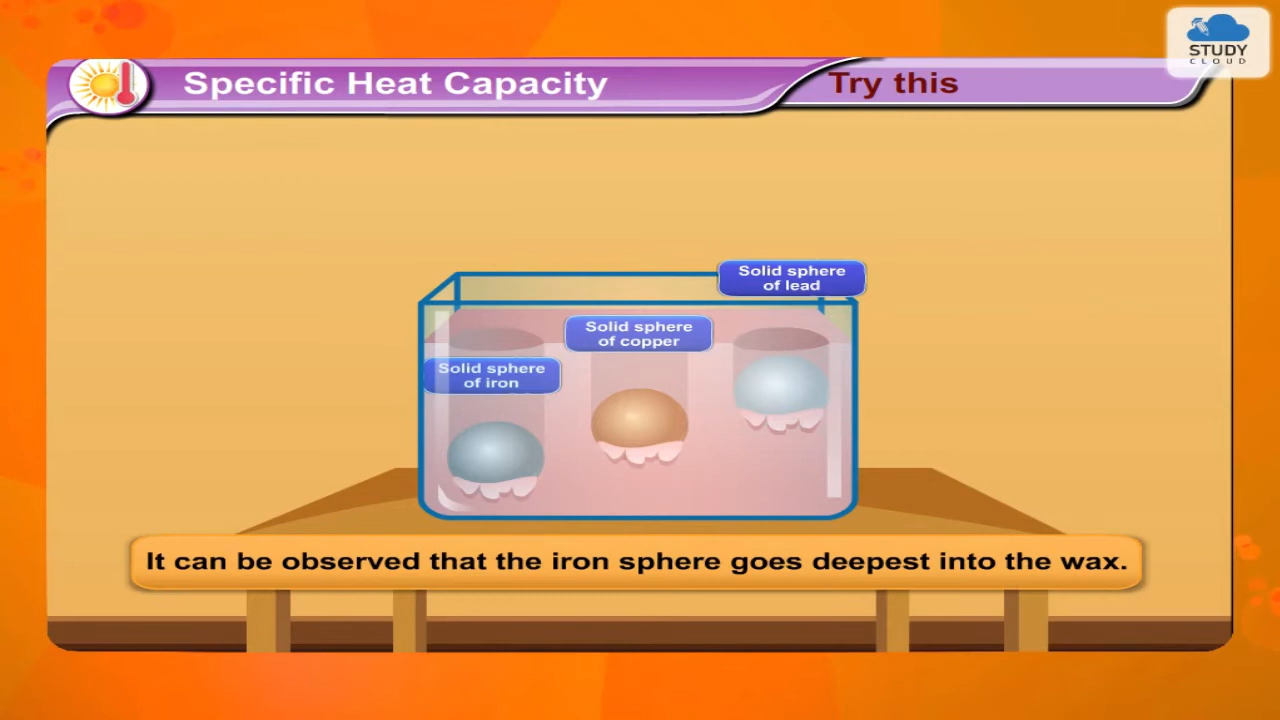 STUDY
CLOUD
Specific Heat Capacity
Try this
Solid sphere
of lead
Solid sphere
of copper
Solid sphere
of iron
It can be observed that the iron sphere goes deepest into the wax.